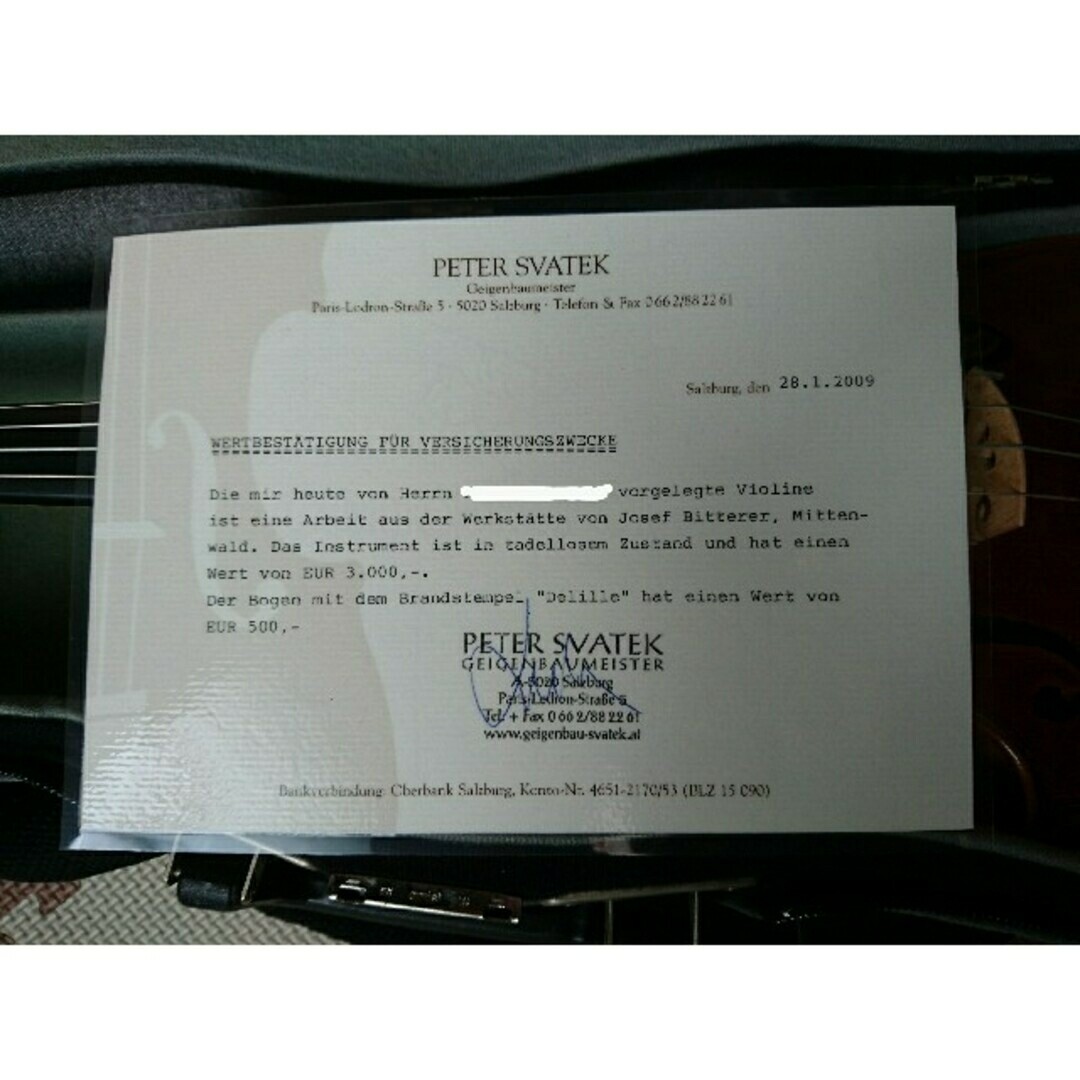 PETER SVATEK
Geigenbaumeister
Paris-Lodron-Straße 5 · 5020 Salzburg · Telefon & Fax 0662/88 22 61
Salzburg, den 28.1.2009
WERTBESTÄTIGUNG FÜR VERSICHERUNGSZWECKE
Die mir heute von Herrn vorgelegte Violine
ist eine Arbeit aus der Werkstätte von Josef Bitterer, Mitten-
wald. Das Instrument ist in tadellosem Zustand und hat einen
Wert von EUR 3.000,-.
Der Bogen mit dem Brandstempel "Delille" hat einen Wert von
EUR 500,-
PETER SVATEK
GEIGENBAUMEISTER
A-5020 Salzburg
Paris-Lodron-Straße 5
Tel. + Fax 0 66 2/88 22 61
www.geigenbau-svatek.at
Bankverbindung: Oberbank Salzburg, Konto-Nr. 4651-2170/53 (BLZ 15 090)